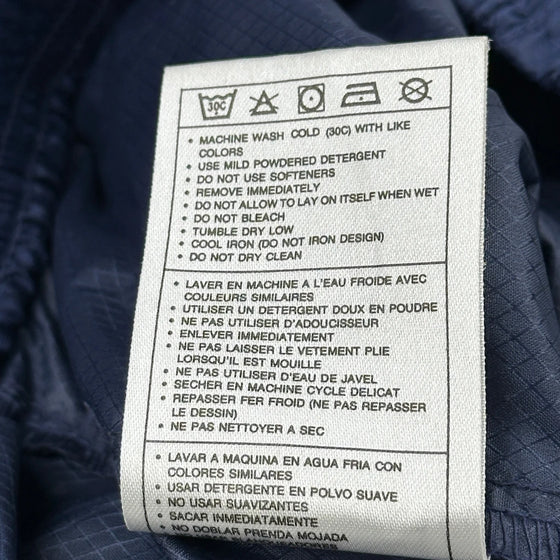 30C
• MACHINE WASH COLD (30C) WITH LIKE
COLORS
• USE MILD POWDERED DETERGENT
• DO NOT USE SOFTENERS
• REMOVE IMMEDIATELY
• DO NOT ALLOW TO LAY ON ITSELF WHEN WET
• DO NOT BLEACH
• TUMBLE DRY LOW
• COOL IRON (DO NOT IRON DESIGN)
• DO NOT DRY CLEAN
• LAVER EN MACHINE A L'EAU FROIDE AVEC
COULEURS SIMILAIRES
• UTILISER UN DETERGENT DOUX EN POUDRE
• NE PAS UTILISER D'ADOUCISSEUR
• ENLEVER IMMEDIATEMENT
• NE PAS LAISSER LE VETEMENT PLIE
LORSQU'IL EST MOUILLE
• NE PAS UTILISER D'EAU DE JAVEL
• SECHER EN MACHINE CYCLE DELICAT
• REPASSER FER FROID (NE PAS REPASSER
LE DESSIN)
• NE PAS NETTOYER A SEC
• LAVAR A MAQUINA EN AGUA FRIA CON
COLORES SIMILARES
• USAR DETERGENTE EN POLVO SUAVE
• NO USAR SUAVIZANTES
• SACAR INMEDIATAMENTE
• NO DOBLAR PRENDA MOJADA